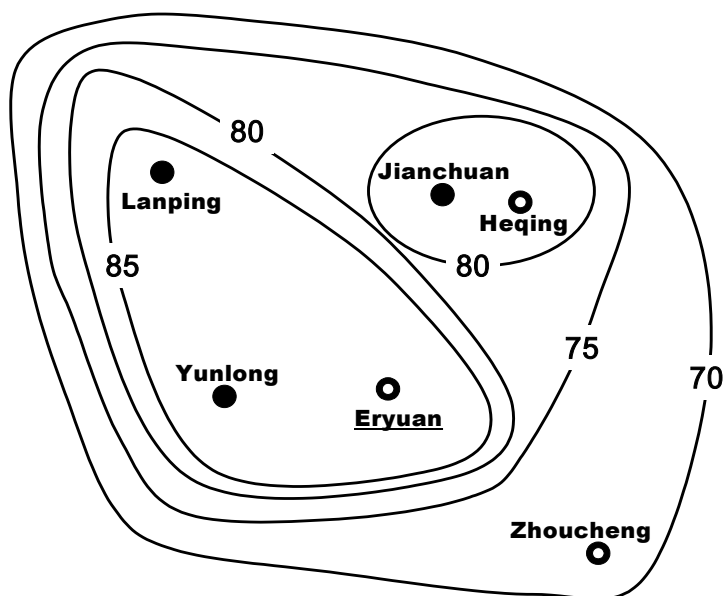 80
Jianchuan
Lanping
Heqing
85
80
75
Yunlong
70
Eryuan
Zhoucheng